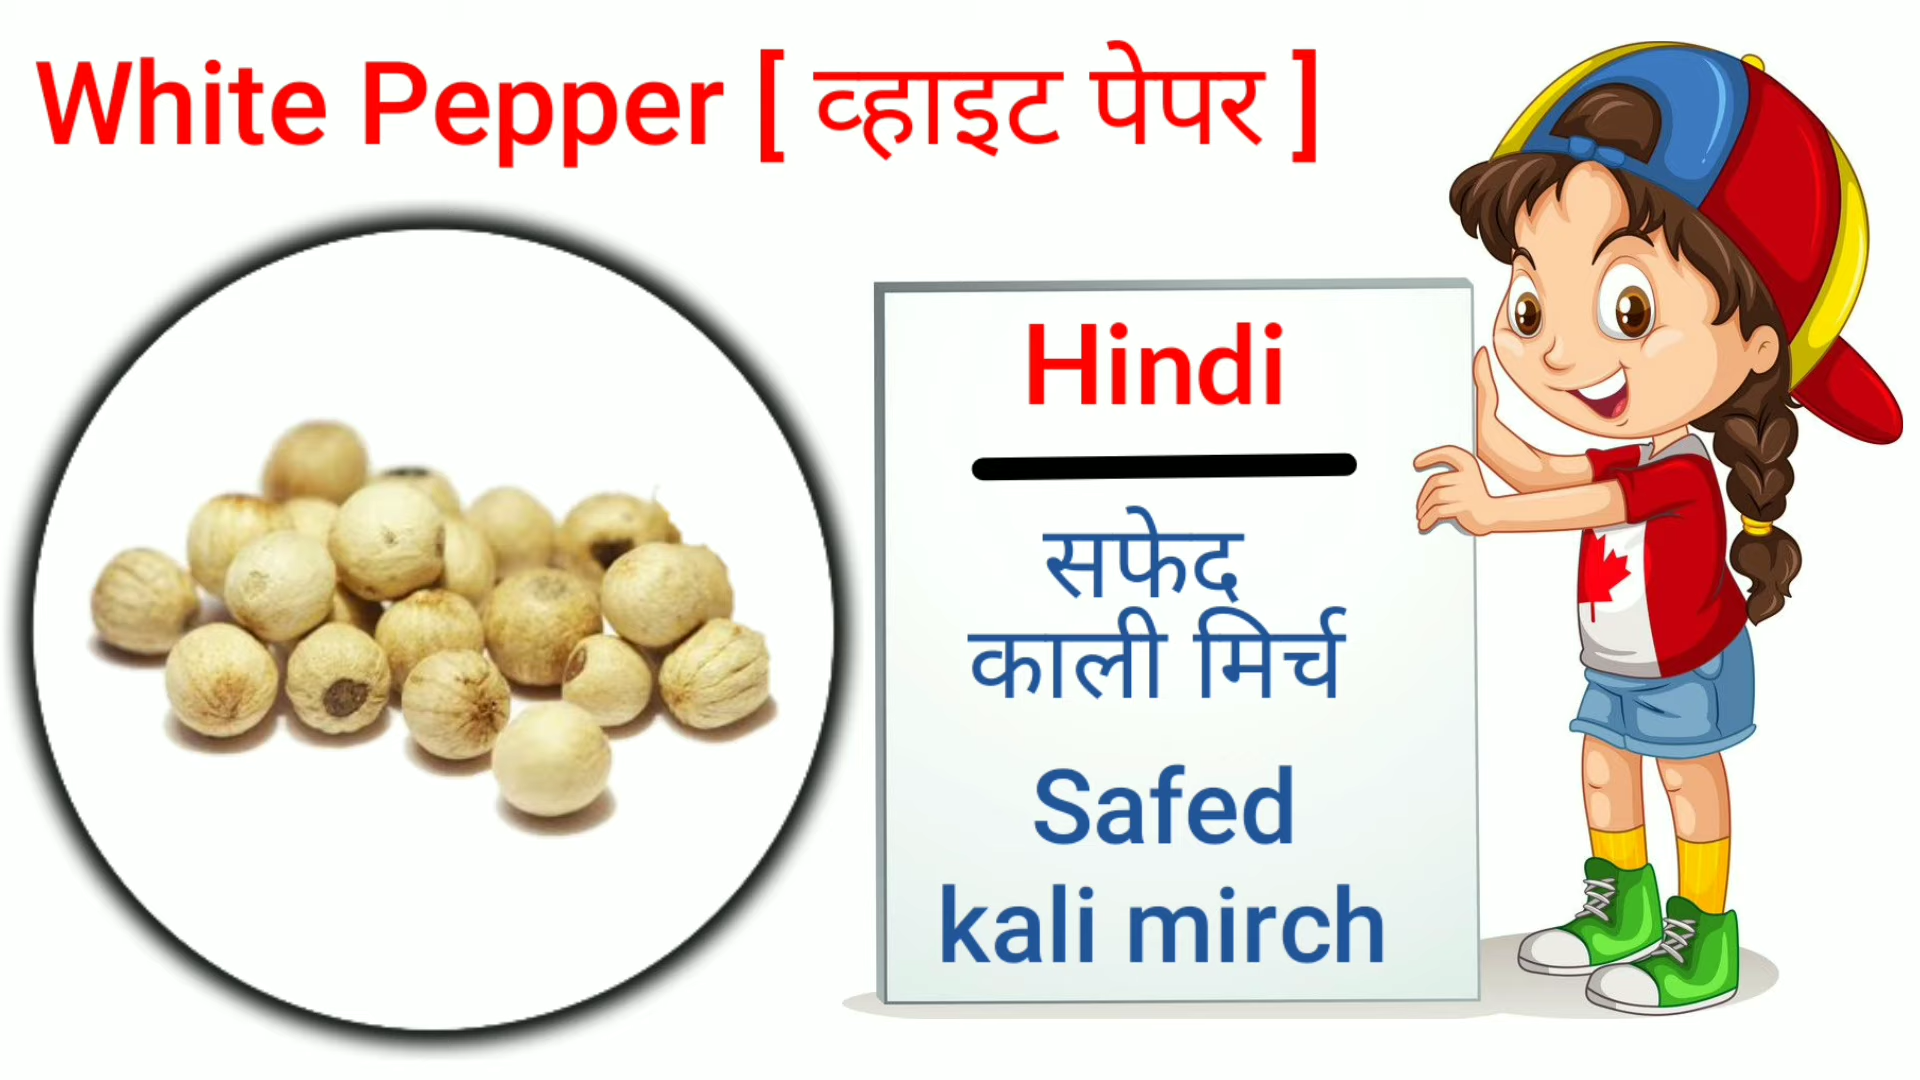 White Pepper [ व्हाइट पेपर ]
Hindi
सफेद
काली मिर्च
Safed
kali mirch